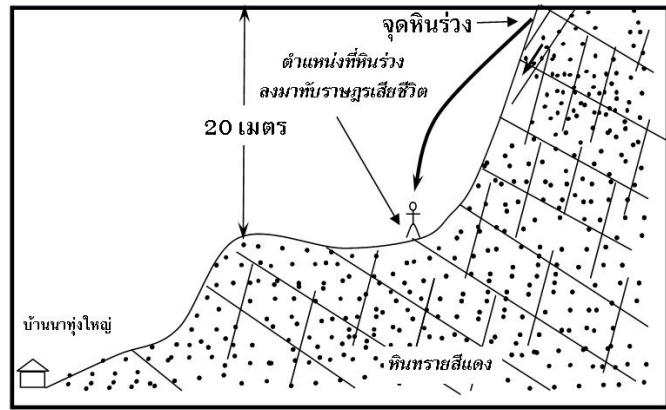 จุดหินร่วง
ตำแหน่งที่หินร่วง
ลงมาทับราษฎรเสียชีวิต
20 เมตร
บ้านนาทุ่งใหญ่
หินทรายสีแดง